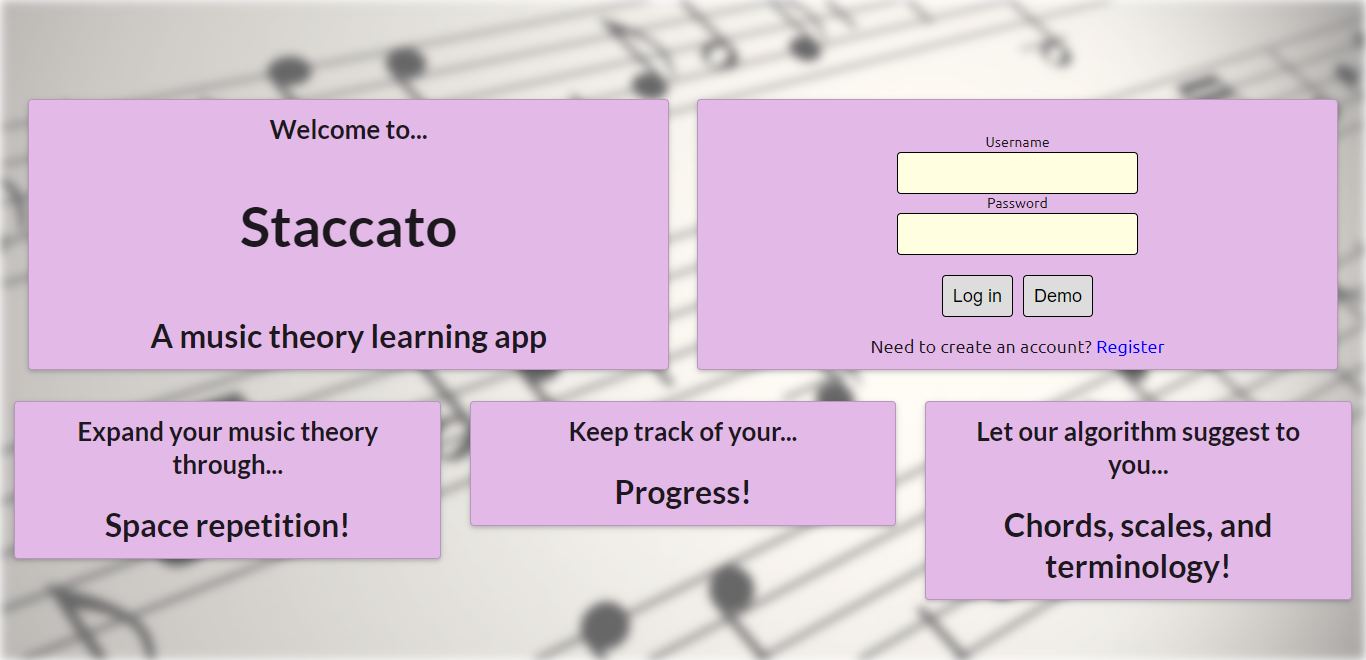 Welcome to...
Staccato
A music theory learning app
Username
Password
Log in
Demo
Need to create an account? Register
Expand your music theory
through...
Space repetition!
Keep track of your...
Progress!
Let our algorithm suggest to
you...
Chords, scales, and
terminology!